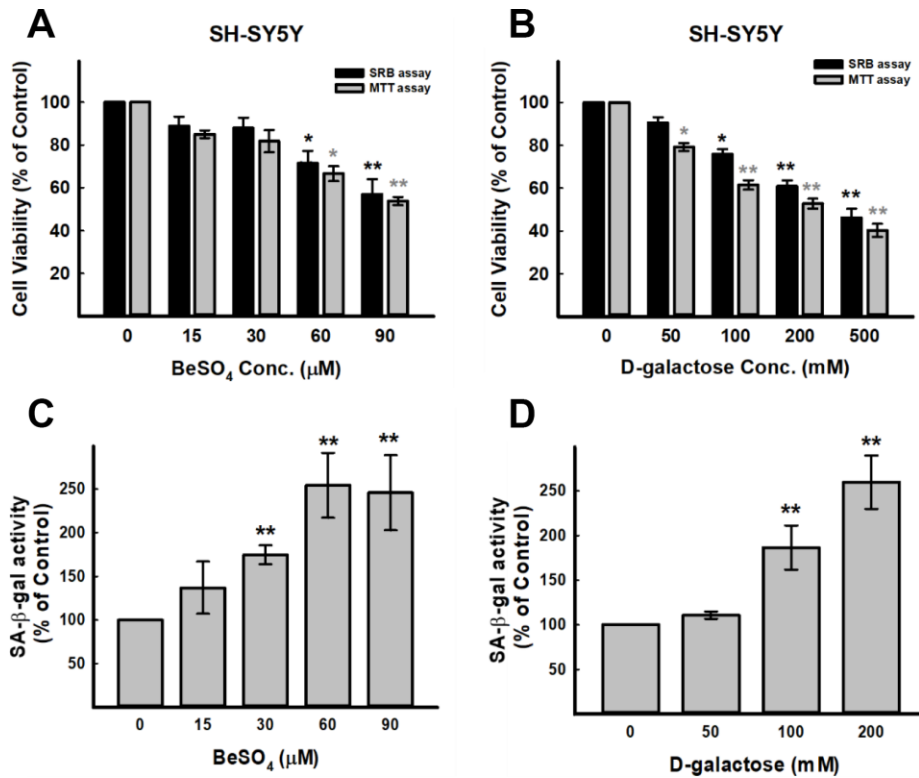 A
SH-SY5Y
SRB assay
MTT assay
Cell Viability (% of Control)
100
80
60
40
20
*
*
**
**
0 15 30 60 90
BeSO4 Conc. (μM)
B
SH-SY5Y
SRB assay
MTT assay
Cell Viability (% of Control)
100
80
60
40
20
*
*
**
**
**
**
**
0 50 100 200 500
D-galactose Conc. (mM)
C
SA-β-gal activity
(% of Control)
250
200
150
100
50
**
**
**
0 15 30 60 90
BeSO4 (μM)
D
SA-β-gal activity
(% of Control)
250
200
150
100
50
**
**
0 50 100 200
D-galactose (mM)